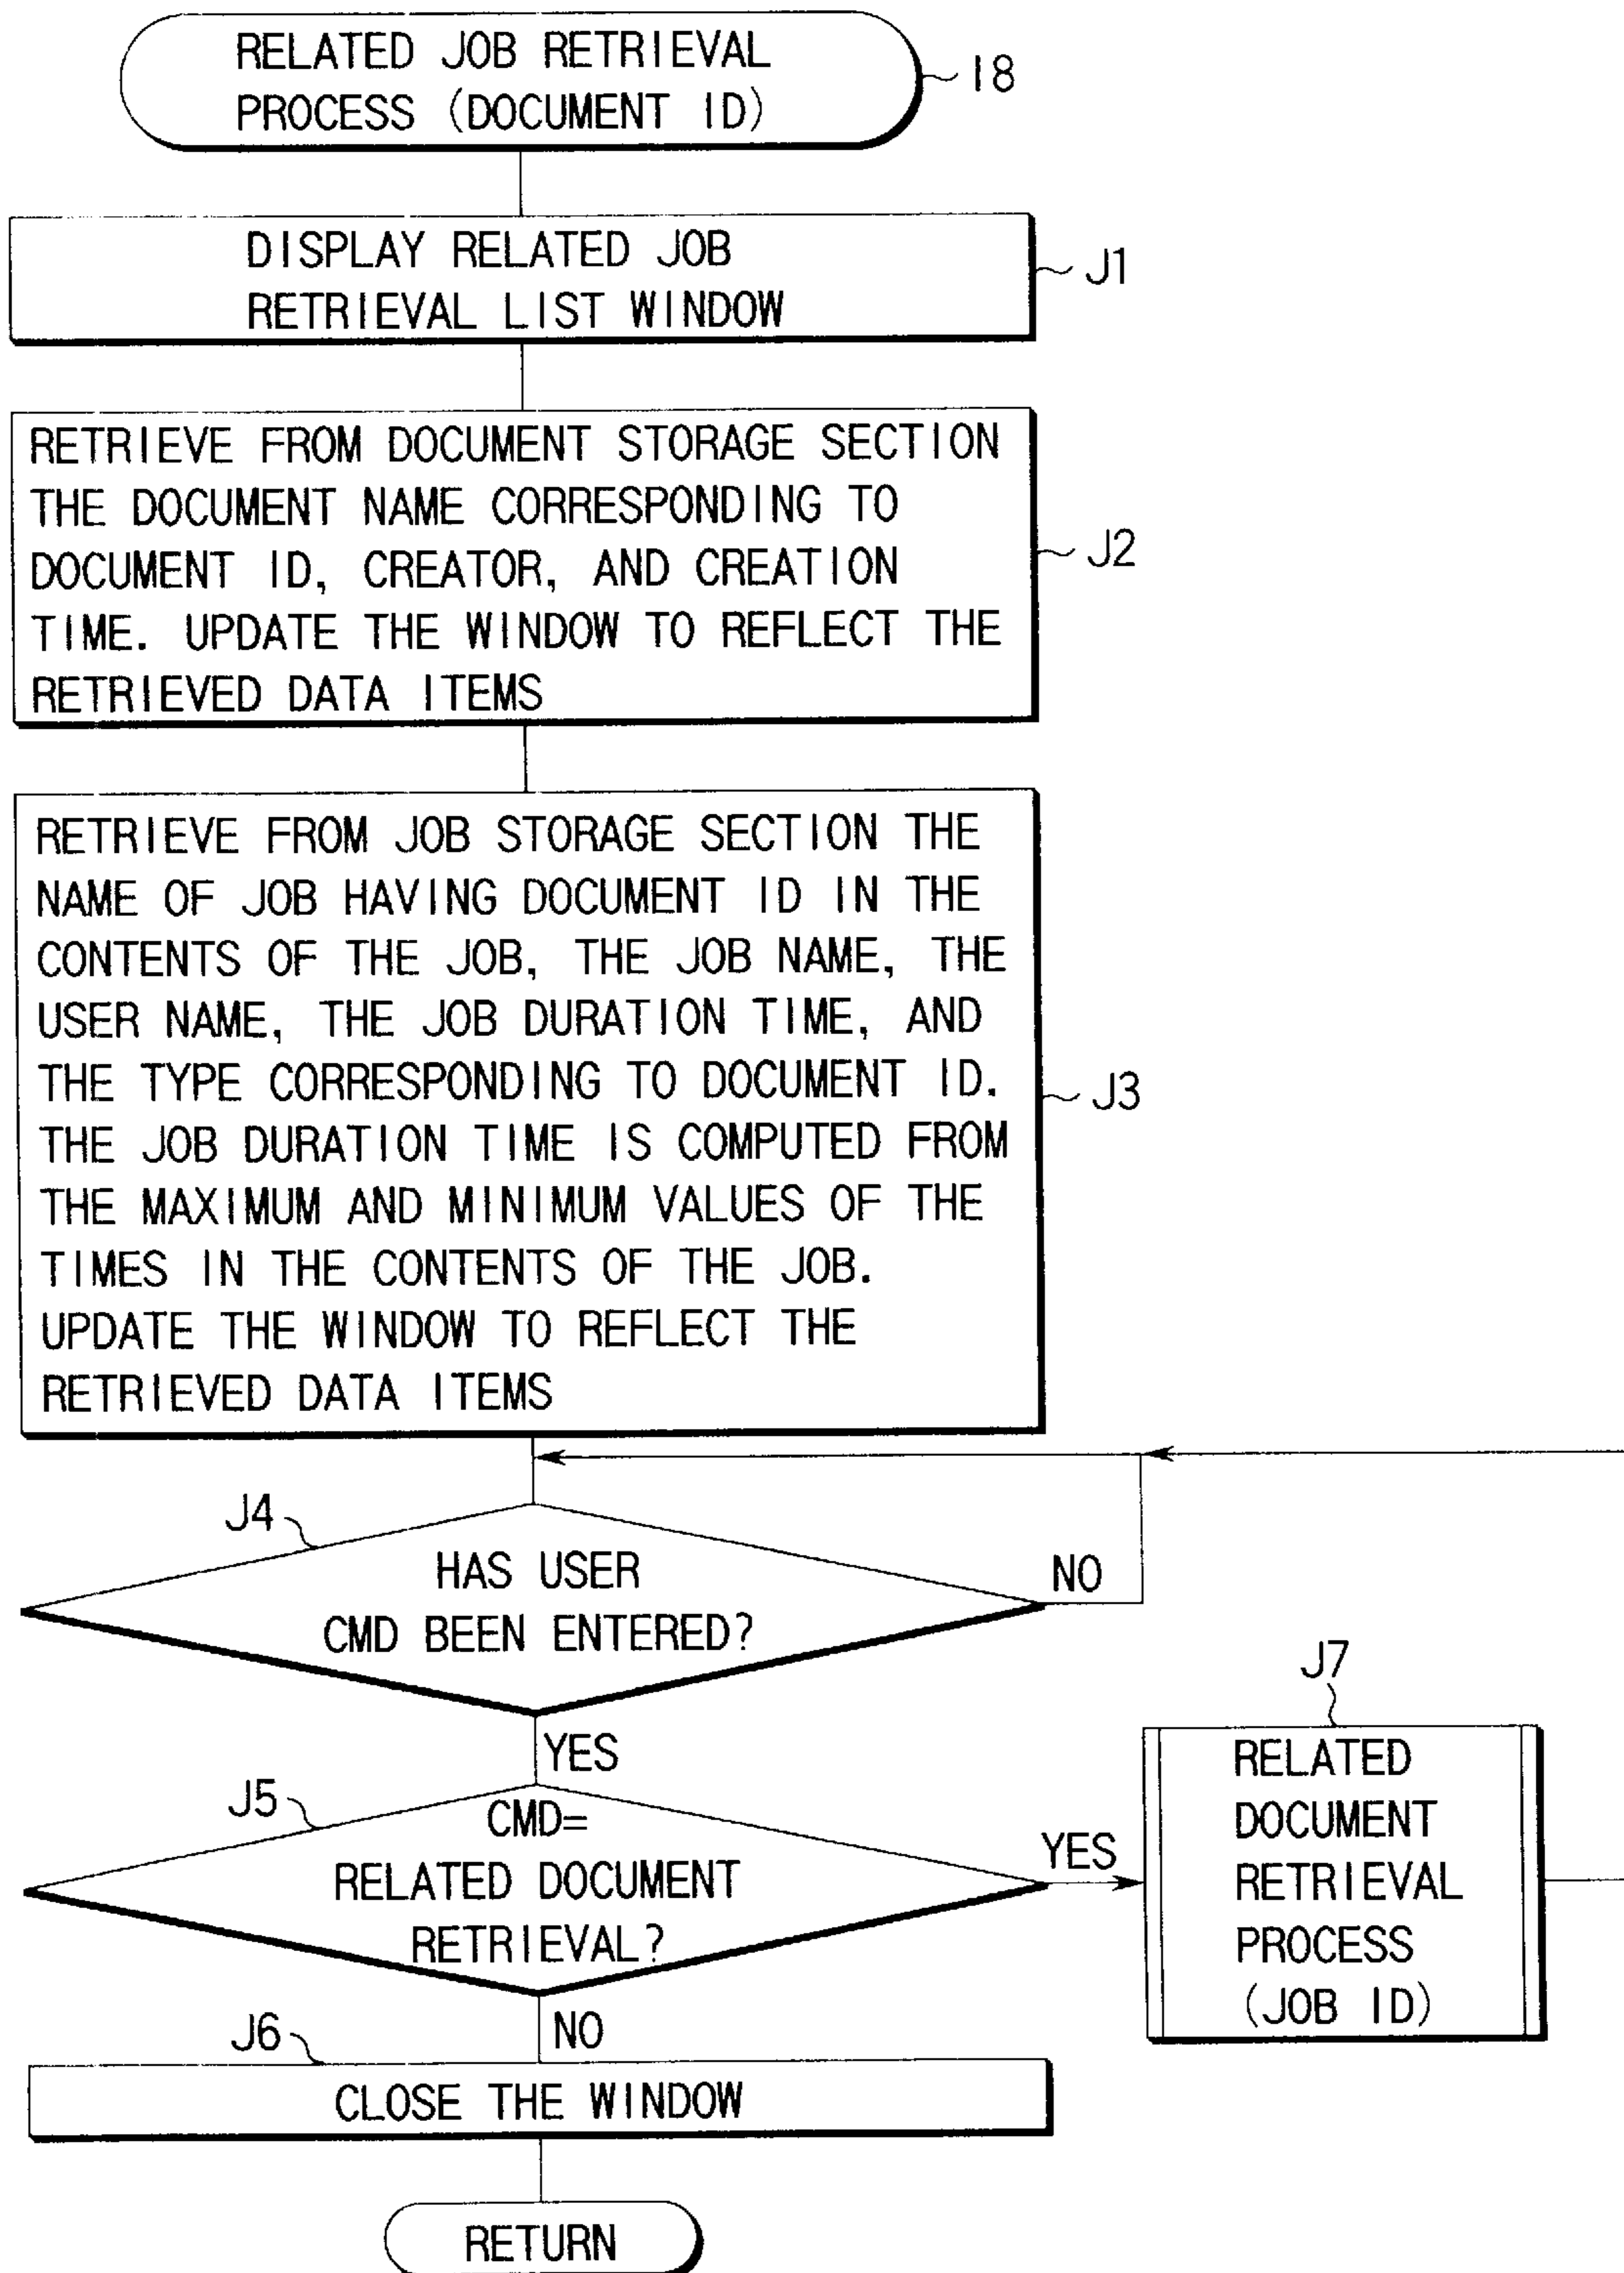 RELATED JOB RETRIEVAL
PROCESS (DOCUMENT ID)
I8
DISPLAY RELATED JOB
RETRIEVAL LIST WINDOW
J1
RETRIEVE FROM DOCUMENT STORAGE SECTION
THE DOCUMENT NAME CORRESPONDING TO
DOCUMENT ID, CREATOR, AND CREATION
TIME. UPDATE THE WINDOW TO REFLECT THE
RETRIEVED DATA ITEMS
J2
RETRIEVE FROM JOB STORAGE SECTION THE
NAME OF JOB HAVING DOCUMENT ID IN THE
CONTENTS OF THE JOB, THE JOB NAME, THE
USER NAME, THE JOB DURATION TIME, AND
THE TYPE CORRESPONDING TO DOCUMENT ID.
THE JOB DURATION TIME IS COMPUTED FROM
THE MAXIMUM AND MINIMUM VALUES OF THE
TIMES IN THE CONTENTS OF THE JOB.
UPDATE THE WINDOW TO REFLECT THE
RETRIEVED DATA ITEMS
J3
J4
HAS USER
CMD BEEN ENTERED?
NO
YES
J5
CMD=
RELATED DOCUMENT
RETRIEVAL?
YES
J7
RELATED
DOCUMENT
RETRIEVAL
PROCESS
(JOB ID)
NO
J6
CLOSE THE WINDOW
RETURN